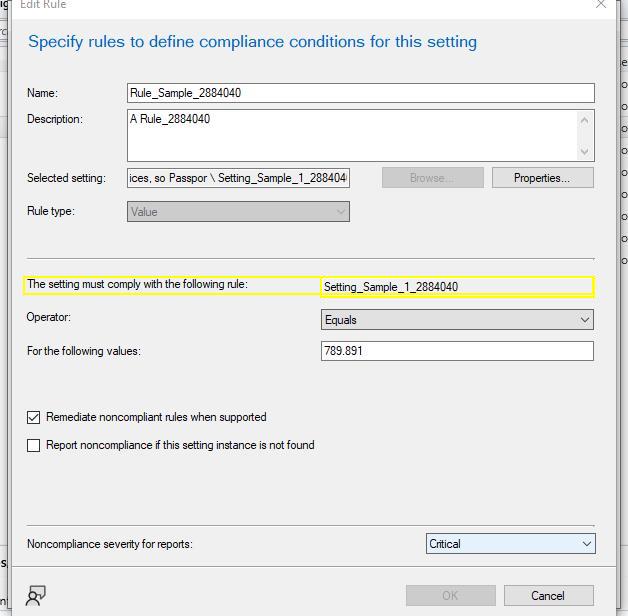 Edit Rule
Specify rules to define compliance conditions for this setting
Name:
Rule_Sample_2884040
Description:
A Rule_2884040
Selected setting:
ices, so Passpor \ Setting_Sample_1_288404
Browse...
Properties...
Rule type:
Value
The setting must comply with the following rule:
Setting_Sample_1_2884040
Operator:
Equals
For the following values:
789.891
Remediate noncompliant rules when supported
Report noncompliance if this setting instance is not found
Noncompliance severity for reports:
Critical
OK
Cancel